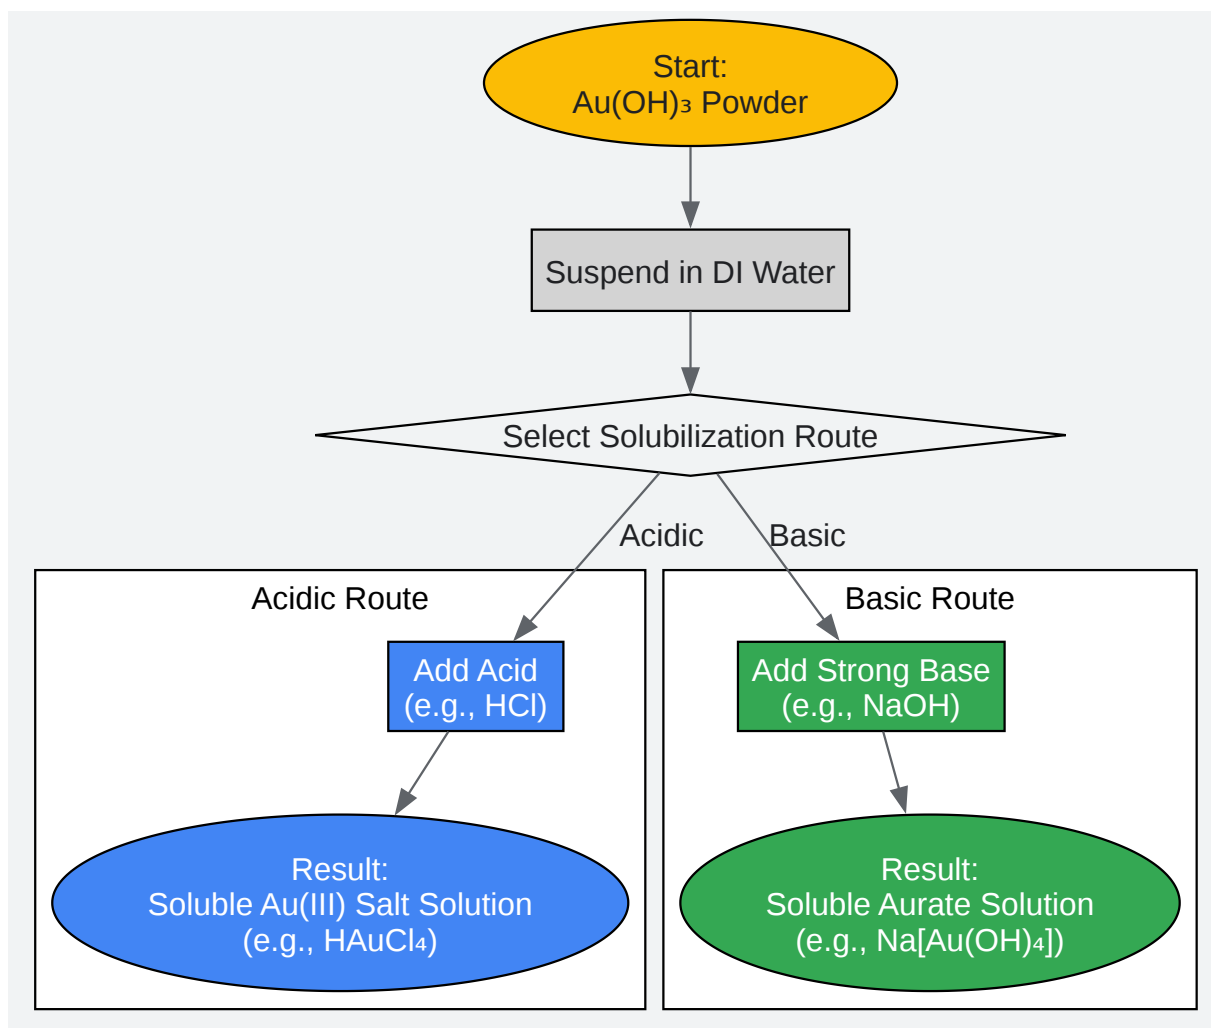 Start:
Au(OH)₃ Powder
Suspend in DI Water
Select Solubilization Route
Acidic
Basic
Acidic Route
Basic Route
Add Acid
(e.g., HCl)
Add Strong Base
(e.g., NaOH)
Result:
Soluble Au(III) Salt Solution
(e.g., HAuCl₄)
Result:
Soluble Aurate Solution
(e.g., Na[Au(OH)₄])